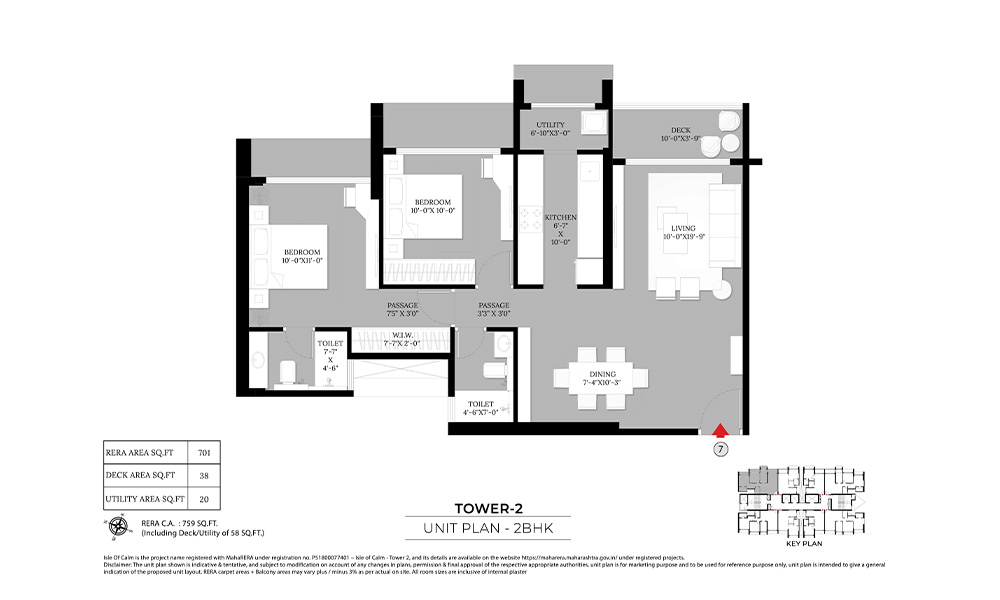 UTILITY
6'-10"X3'-0"
DECK
10'-0"X3'-9"
BEDROOM
10'-0"X 10'-0"
KITCHEN
6'-7"
X
10'-0"
LIVING
10'-0"X19'-9"
BEDROOM
10'-0"X11'-0"
PASSAGE
7'5" X 3'0"
PASSAGE
3'3" X 3'0"
TOILET
7'-7"
X
4'-6"
W.I.W.
7'-7"X 2'-0"
DINING
7'-4"X10'-3"
TOILET
4'-6"X7'-0"
7
RERA AREA SQ.FT 701
DECK AREA SQ.FT 38
UTILITY AREA SQ.FT 20
RERA C.A. : 759 SQ.FT.
(Including Deck/Utility of 58 SQ.FT.)
TOWER-2
UNIT PLAN - 2BHK
KEY PLAN
Isle Of Calm is the project name registered with MahaRERA under registration no. P51800077401 – Isle of Calm - Tower 2, and its details are available on the website https://maharera.maharashtra.gov.in/ under registered projects.
Disclaimer: The unit plan shown is indicative & tentative, and subject to modification on account of any changes in plans, permission & final approval of the respective appropriate authorities. unit plan is for marketing purpose and to be used for reference purpose only, unit plan is intended to give a general
indication of the proposed unit layout. RERA carpet areas + Balcony areas may vary plus / minus 3% as per actual on site. All room sizes are inclusive of internal plaster